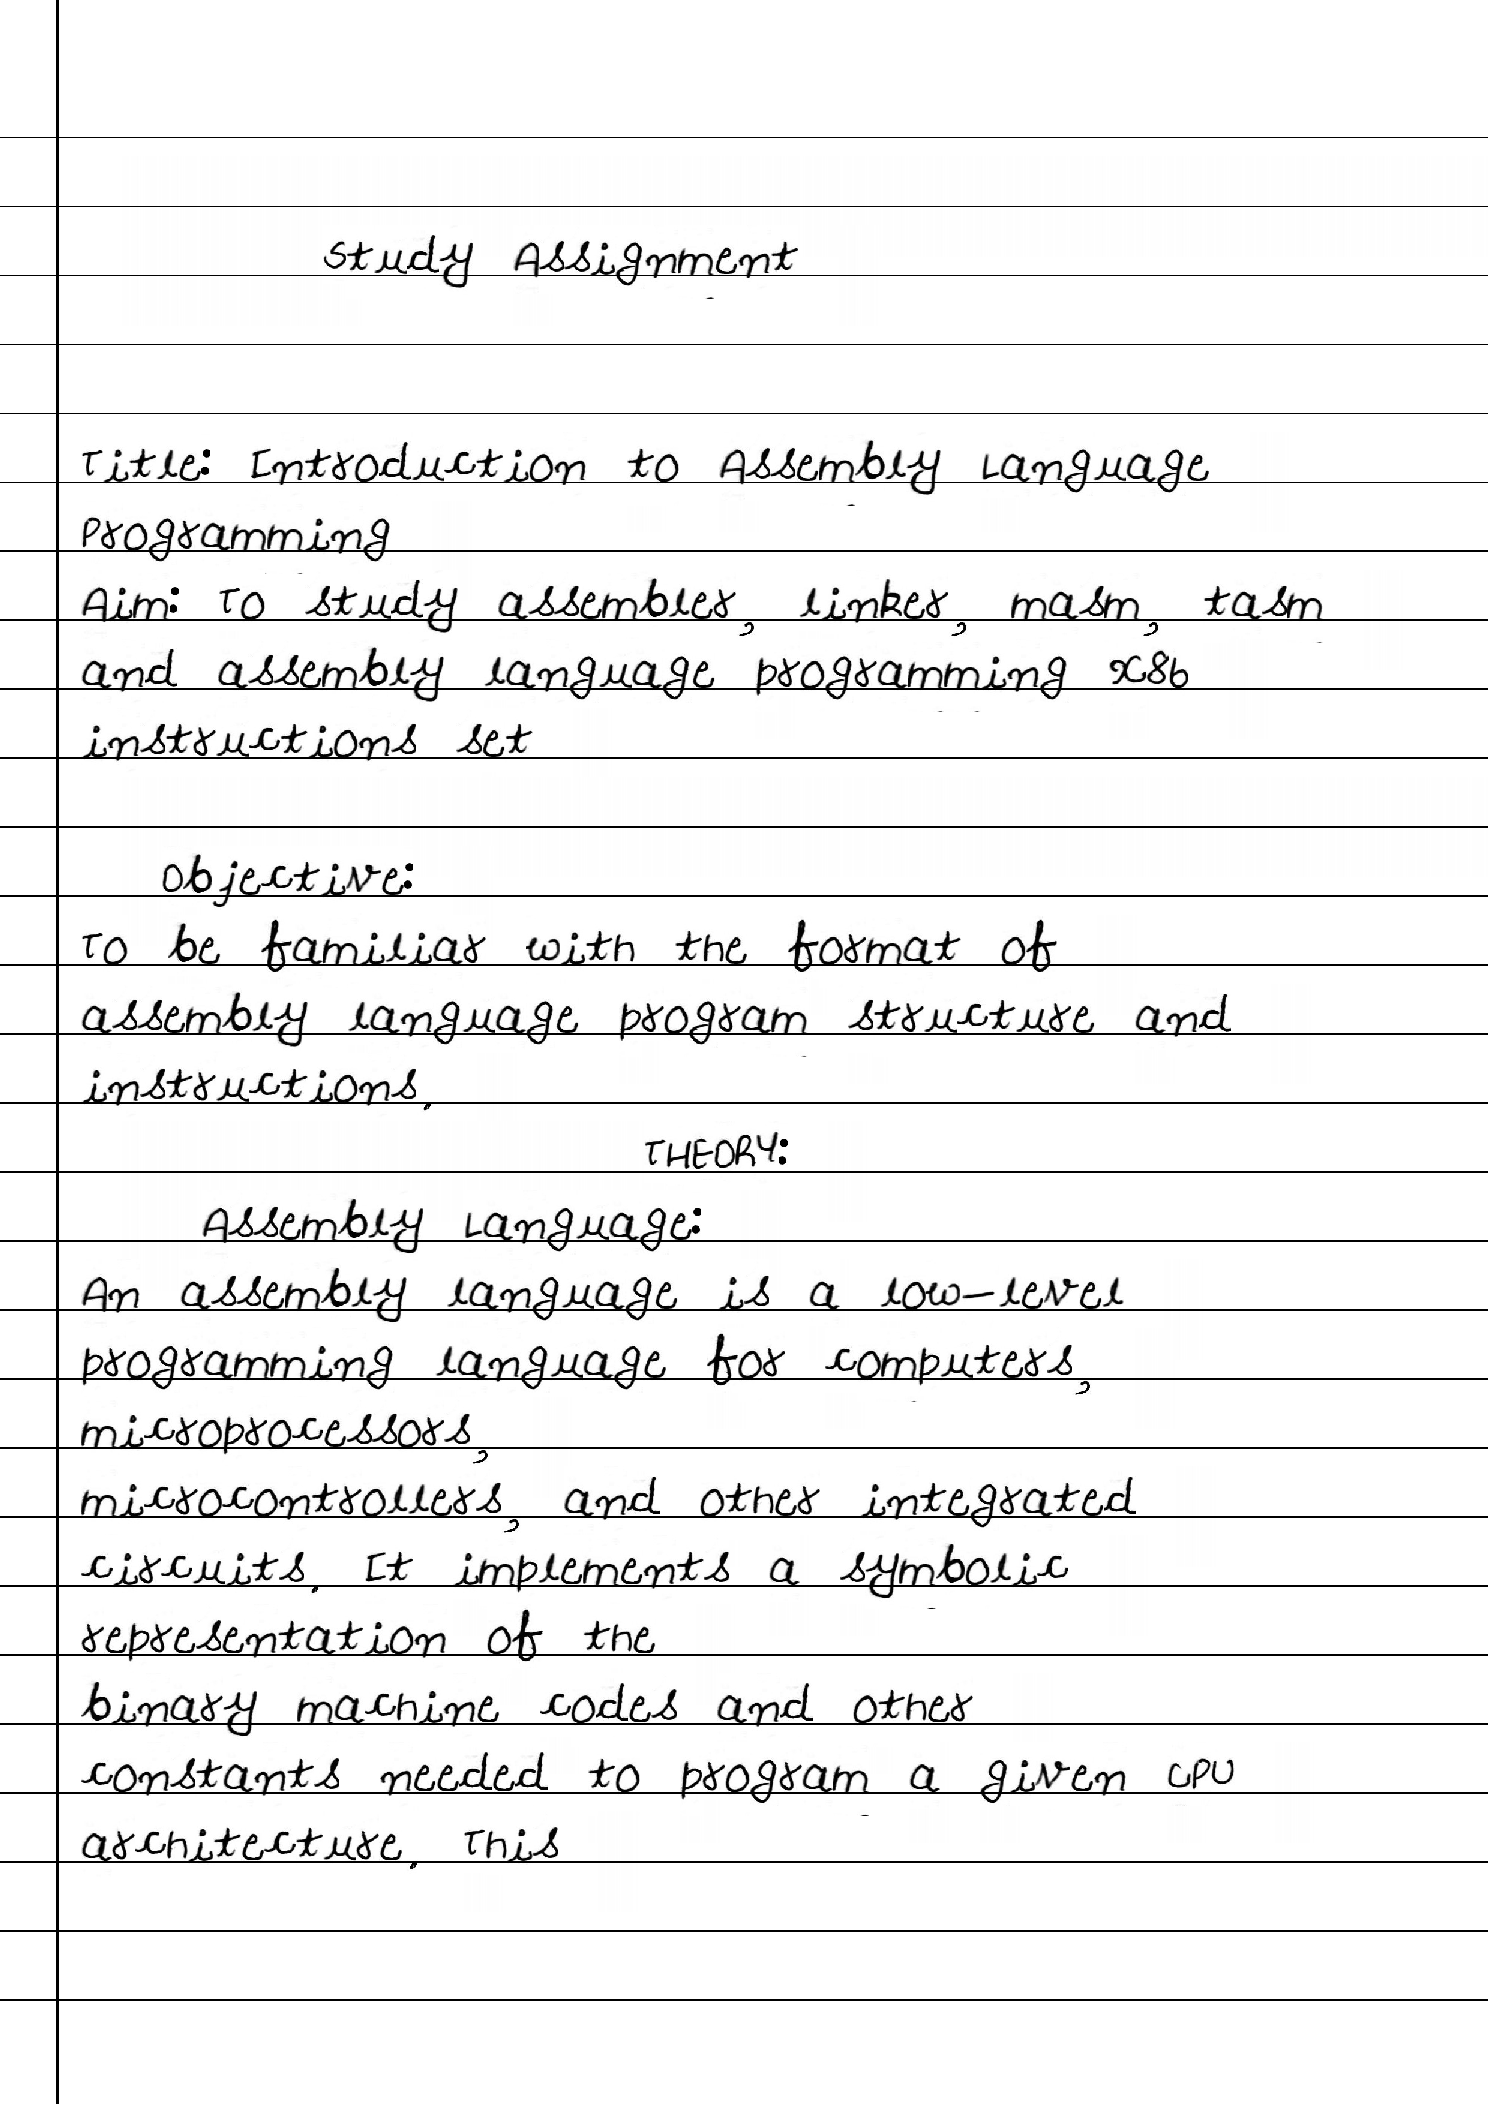 Study Assignment
Title: Introduction to Assembly Language
Programming
Aim: To study assembler, linker, masm, tasm
and assembly language programming x86
instructions set
Objective:
To be familiar with the format of
assembly language program structure and
instructions.
THEORY:
Assembly Language:
An assembly language is a low-level
programming language for computers,
microprocessors,
microcontrollers, and other integrated
circuits. It implements a symbolic
representation of the
binary machine codes and other
constants needed to program a given CPU
architecture. This